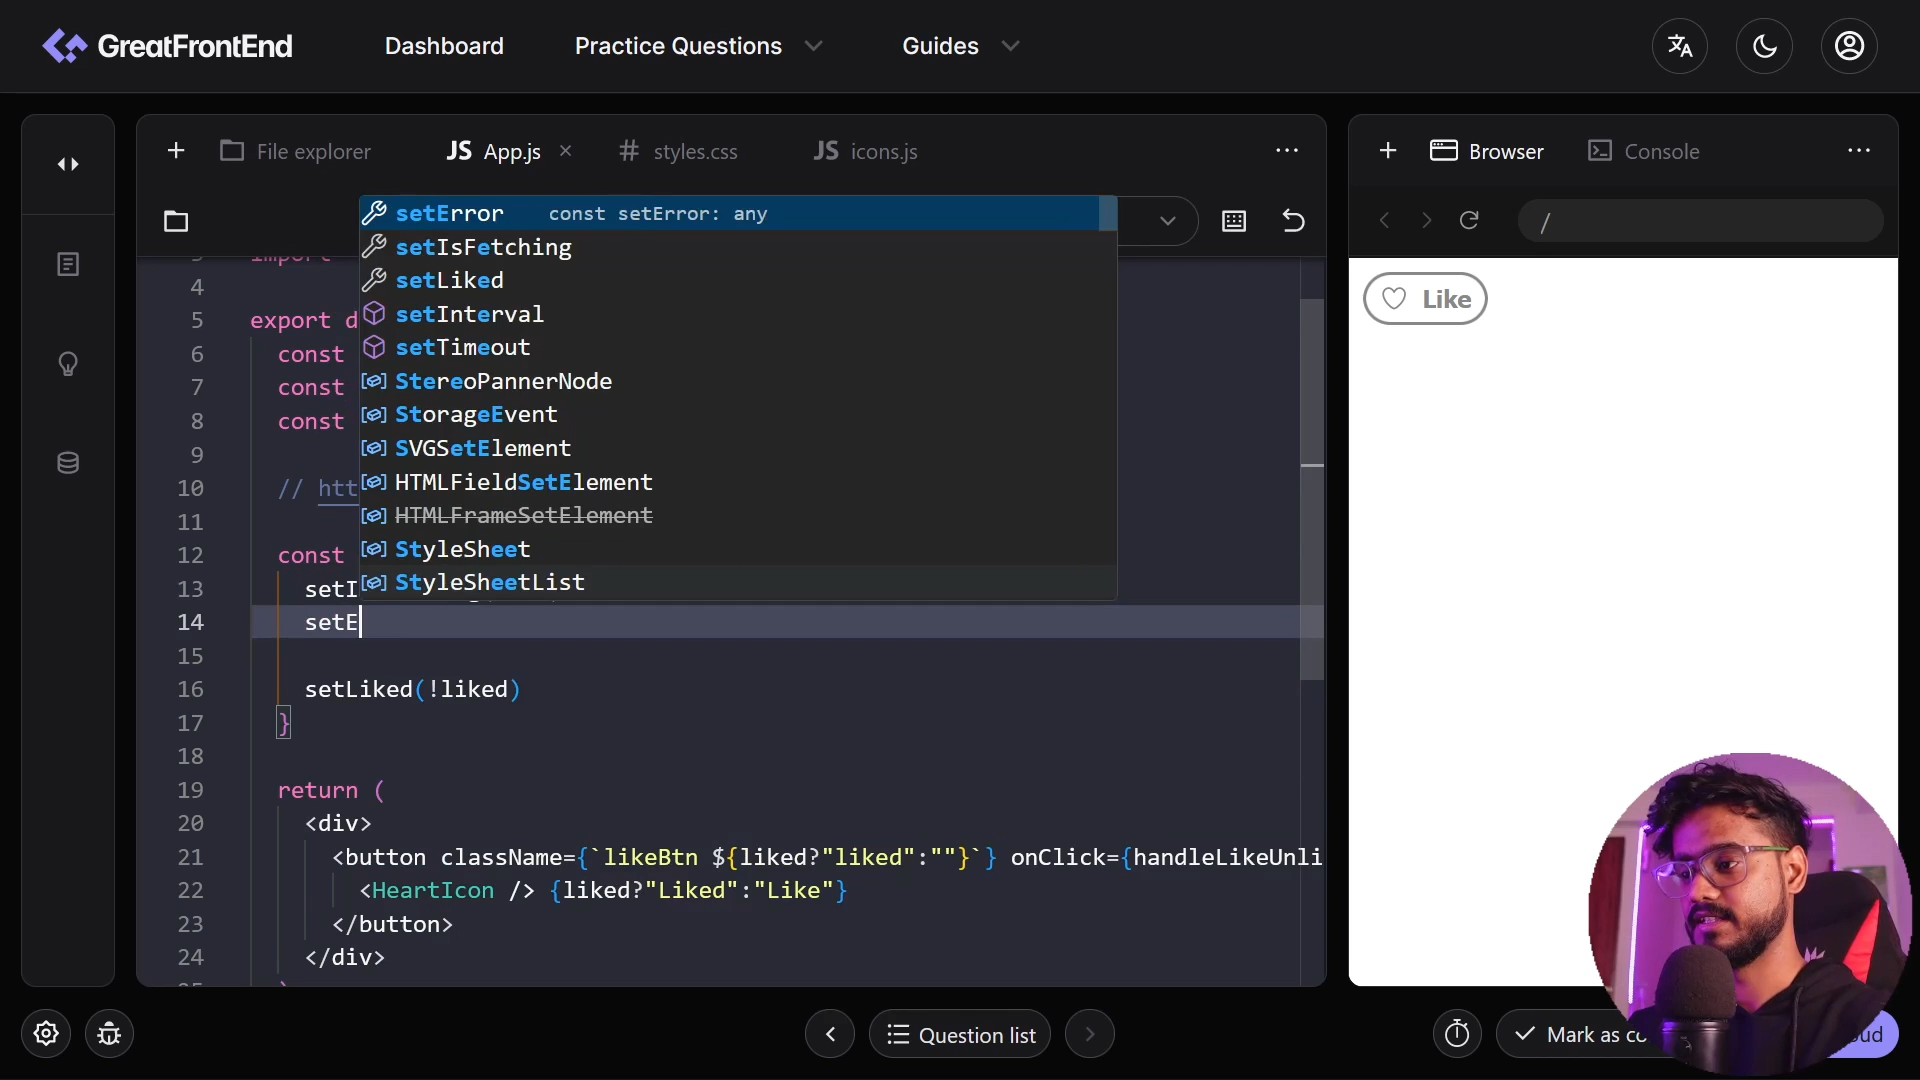 GreatFrontEnd Dashboard Practice Questions Guides
+ File explorer JS App.js × # styles.css JS icons.js ...
+ Browser Console ...
/
setError const setError: any
setIsFetching
setLiked
setInterval
setTimeout
StereoPannerNode
StorageEvent
SVGSetElement
HTMLFieldSetElement
HTMLFrameSetElement
StyleSheet
StyleSheetList
4
5 export d
6 const
7 const
8 const
9
10 // htt
11
12 const
13 setI
14 setE
15
16 setLiked(!liked)
17 }
18
19 return (
20 <div>
21 <button className={`likeBtn ${liked?"liked":""}`} onClick={handleLikeUnli
22 <HeartIcon /> {liked?"Liked":"Like"}
23 </button>
24 </div>
Like
Question list
Mark as co